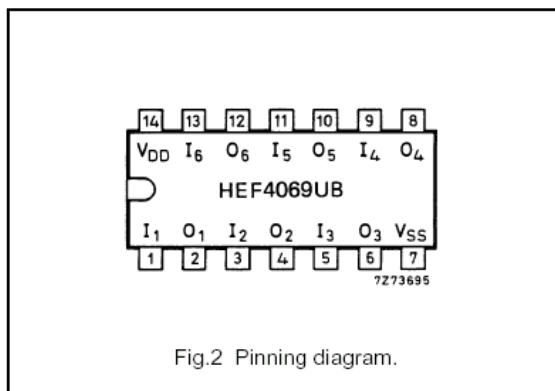 14 13 12 11 10 9 8
VDD I6 O6 I5 O5 I4 O4
HEF4069UB
I1 O1 I2 O2 I3 O3 VSS
1 2 3 4 5 6 7
7Z73695
Fig.2 Pinning diagram.